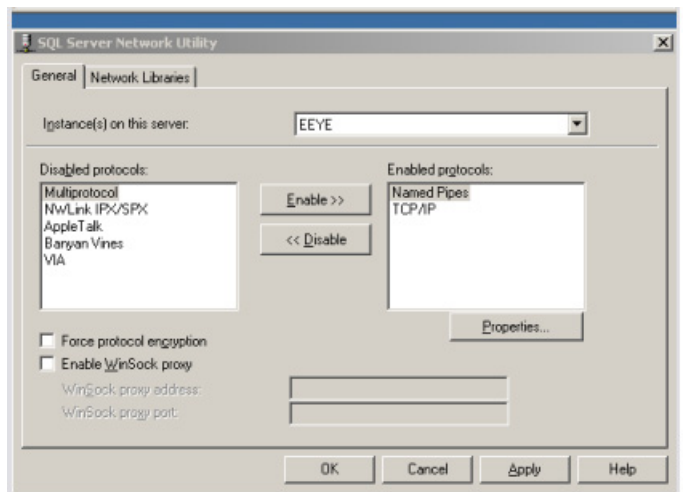 SQL Server Network Utility
General
Network Libraries
Instance(s) on this server:
EEYE
Disabled protocols:
Multiprotocol
NWLink IPX/SPX
AppleTalk
Banyan Vines
VIA
Enable >>
<< Disable
Enabled protocols:
Named Pipes
TCP/IP
Properties...
Force protocol encryption
Enable WinSock proxy
WinSock proxy address:
WinSock proxy port:
OK
Cancel
Apply
Help